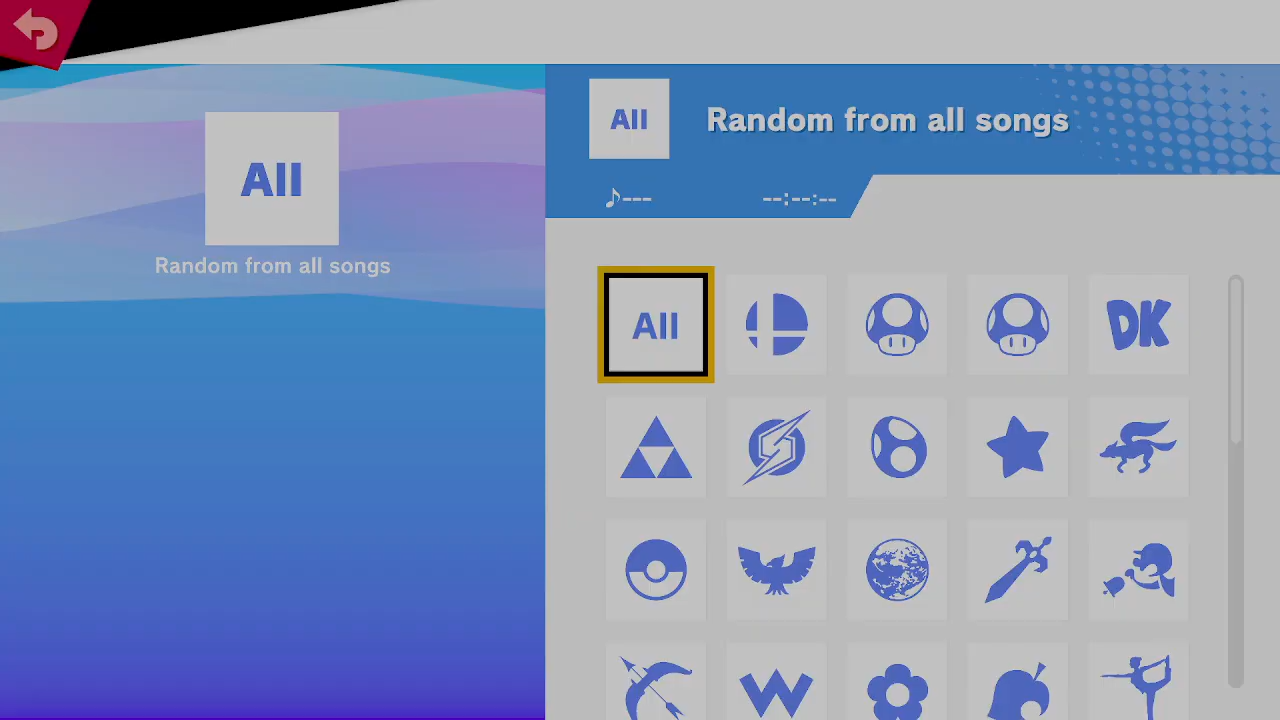 All
Random from all songs
All
Random from all songs
♪---
--:--:--
All
DK
W